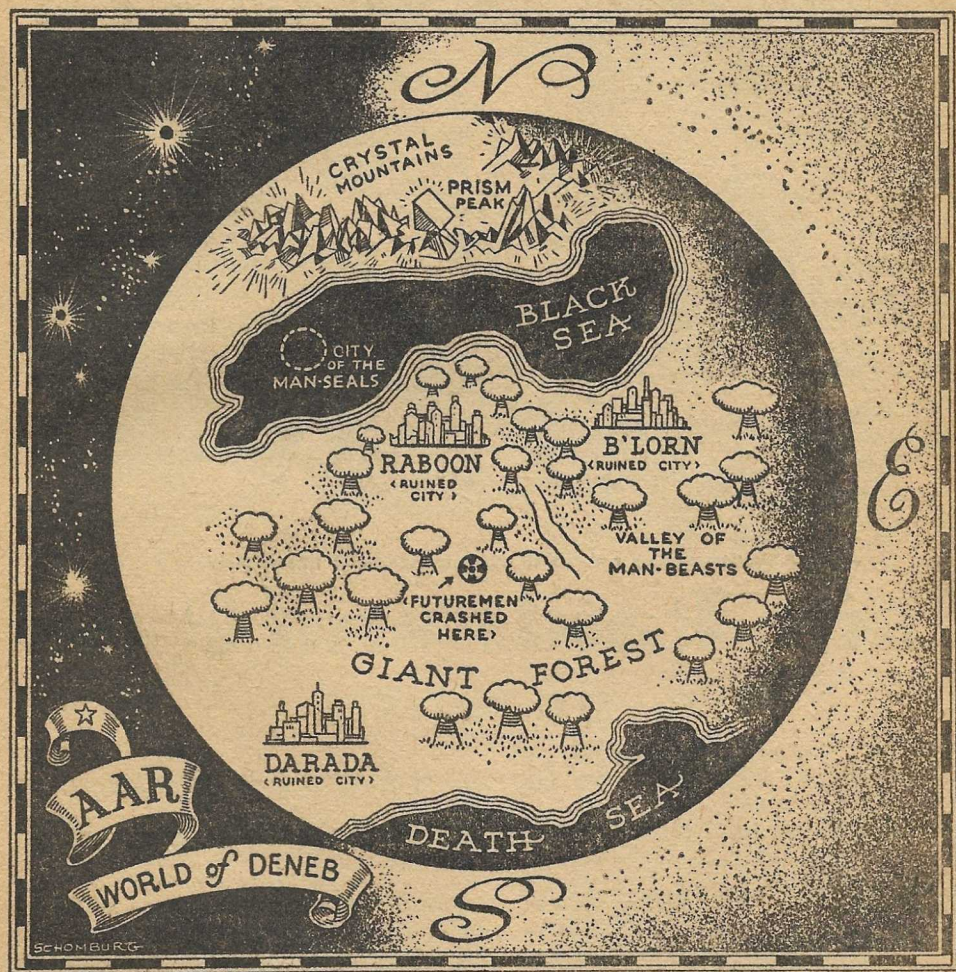 N
CRYSTAL
MOUNTAINS
PRISM
PEAK
BLACK
SEA
CITY
OF THE
MAN-SEALS
RABOON
<RUINED
CITY>
B'LORN
<RUINED CITY>
E
VALLEY OF
THE
MAN-BEASTS
<FUTUREMEN
CRASHED
HERE>
GIANT FOREST
DARADA
<RUINED CITY>
DEATH SEA
AAR
WORLD of DENEB
S
SCHOMBURG